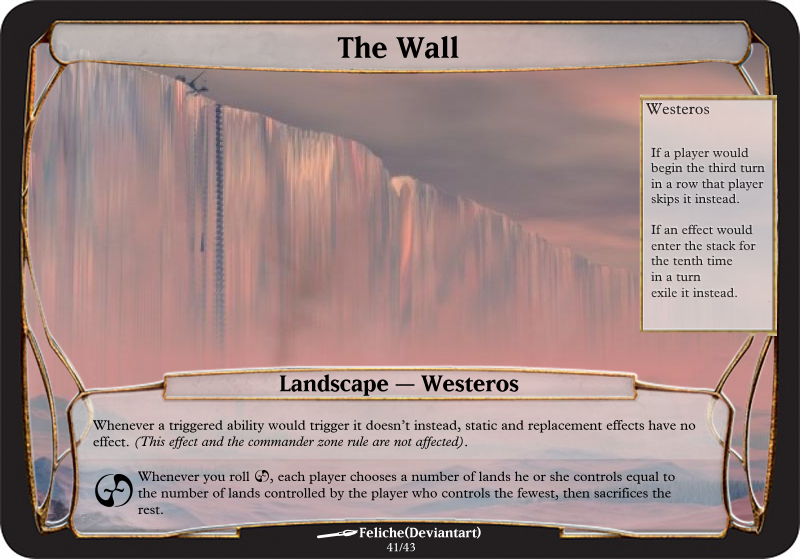 The Wall
Westeros
If a player would
begin the third turn
in a row that player
skips it instead.
If an effect would
enter the stack for
the tenth time
in a turn
exile it instead.
Landscape — Westeros
Whenever a triggered ability would trigger it doesn't instead, static and replacement effects have no
effect. (This effect and the commander zone rule are not affected).
Whenever you roll , each player chooses a number of lands he or she controls equal to
the number of lands controlled by the player who controls the fewest, then sacrifices the
rest.
Feliche(Deviantart)
41/43